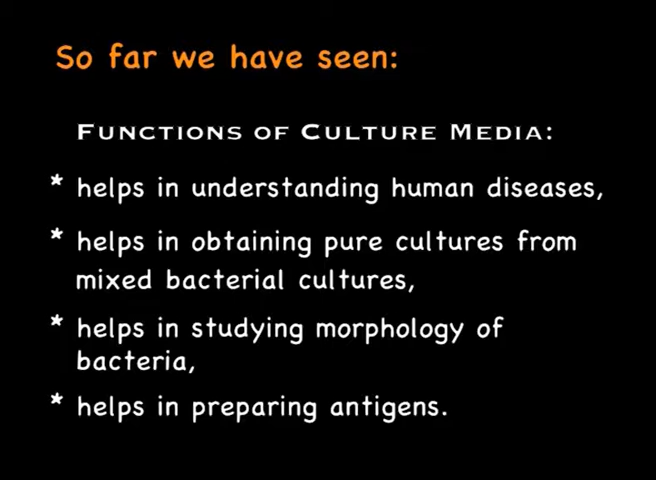 So far we have seen:
FUNCTIONS OF CULTURE MEDIA:
* helps in understanding human diseases,
* helps in obtaining pure cultures from
mixed bacterial cultures,
* helps in studying morphology of
bacteria,
* helps in preparing antigens.